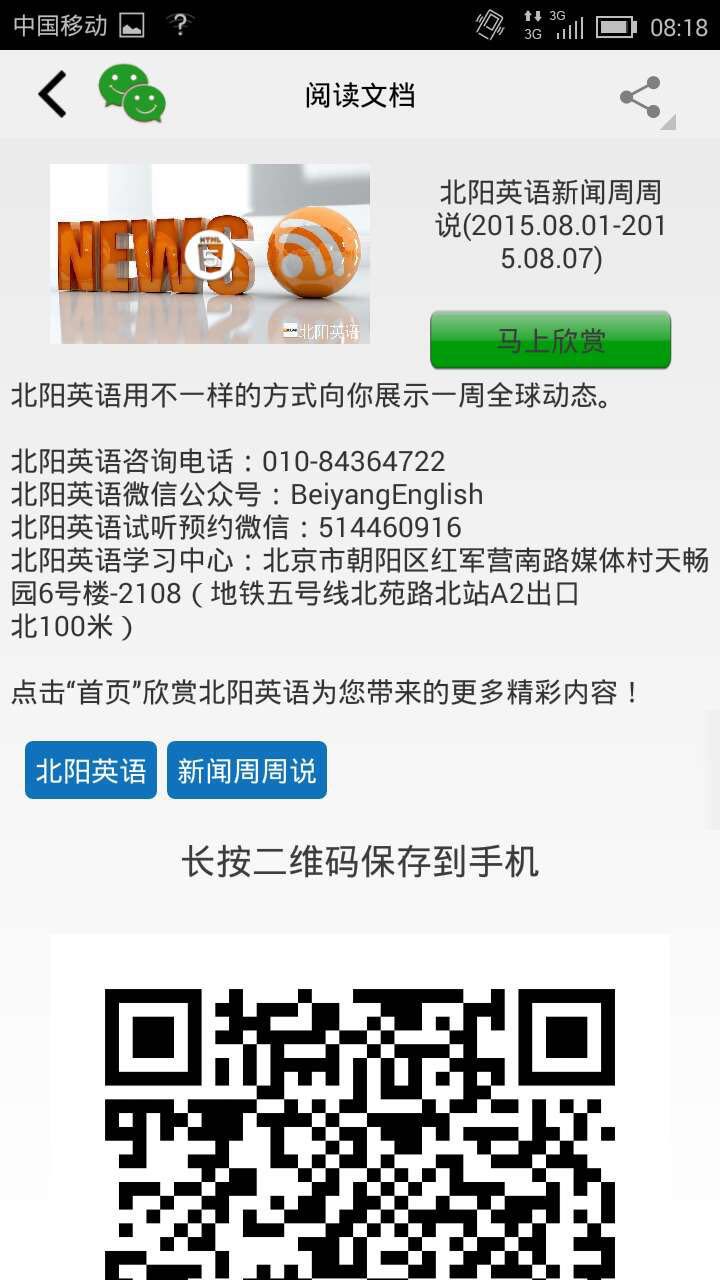 中国移动
3G
3G
08:18
阅读文档
NEWS
HTML
5
北阳英语
北阳英语新闻周周
说(2015.08.01-201
5.08.07)
马上欣赏
北阳英语用不一样的方式向你展示一周全球动态。
北阳英语咨询电话：010-84364722
北阳英语微信公众号：BeiyangEnglish
北阳英语试听预约微信：514460916
北阳英语学习中心：北京市朝阳区红军营南路媒体村天畅
园6号楼-2108（地铁五号线北苑路北站A2出口
北100米）
点击“首页”欣赏北阳英语为您带来的更多精彩内容！
北阳英语
新闻周周说
长按二维码保存到手机